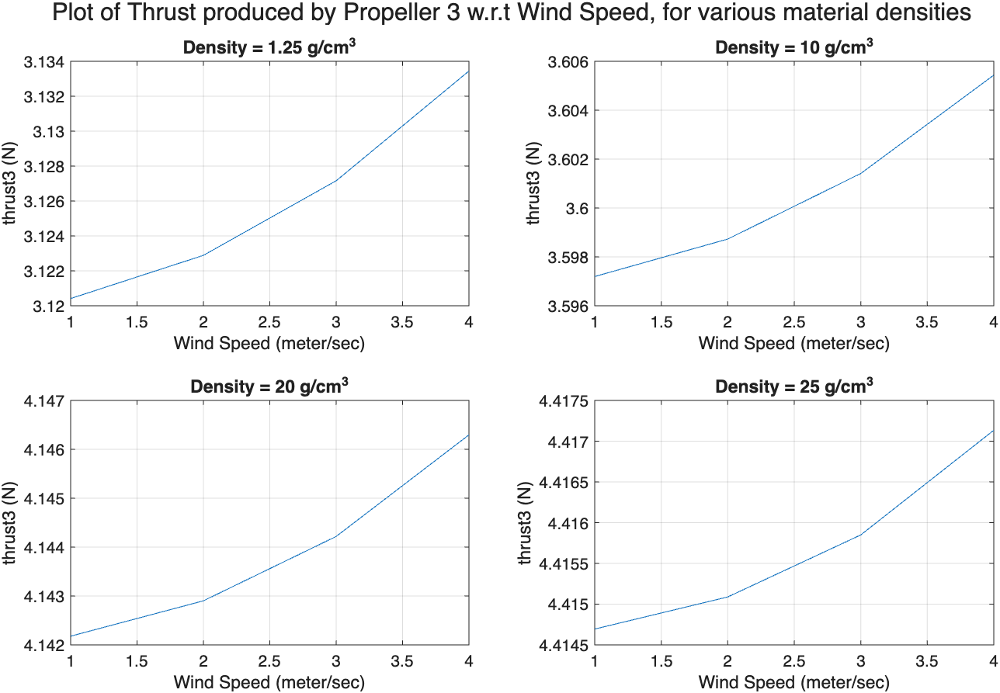 Plot of Thrust produced by Propeller 3 w.r.t Wind Speed, for various material densities
Density = 1.25 g/cm³
3.134
3.132
3.13
3.128
3.126
3.124
3.122
3.12
thrust3 (N)
1 1.5 2 2.5 3 3.5 4
Wind Speed (meter/sec)
Density = 10 g/cm³
3.606
3.604
3.602
3.6
3.598
3.596
thrust3 (N)
1 1.5 2 2.5 3 3.5 4
Wind Speed (meter/sec)
Density = 20 g/cm³
4.147
4.146
4.145
4.144
4.143
4.142
thrust3 (N)
1 1.5 2 2.5 3 3.5 4
Wind Speed (meter/sec)
Density = 25 g/cm³
4.4175
4.417
4.4165
4.416
4.4155
4.415
4.4145
thrust3 (N)
1 1.5 2 2.5 3 3.5 4
Wind Speed (meter/sec)